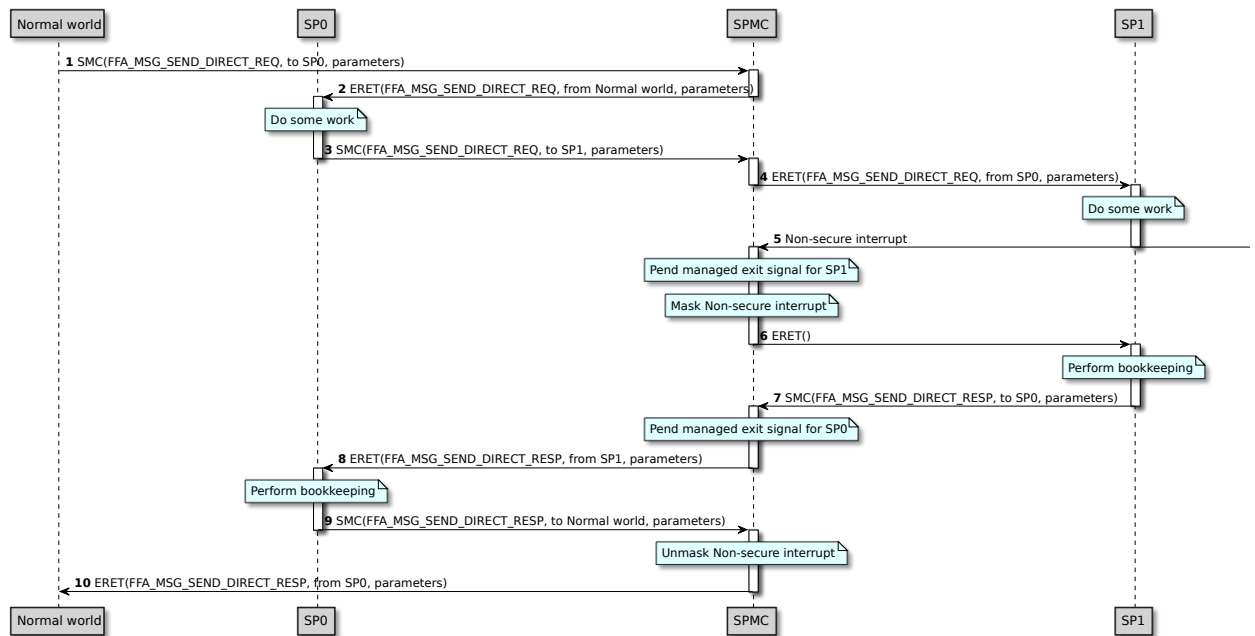 Normal world SP0 SPMC SP1
1 SMC(FFA_MSG_SEND_DIRECT_REQ, to SP0, parameters)
2 ERET(FFA_MSG_SEND_DIRECT_REQ, from Normal world, parameters)
Do some work
3 SMC(FFA_MSG_SEND_DIRECT_REQ, to SP1, parameters)
4 ERET(FFA_MSG_SEND_DIRECT_REQ, from SP0, parameters)
Do some work
5 Non-secure interrupt
Pend managed exit signal for SP1
Mask Non-secure interrupt
6 ERET()
Perform bookkeeping
7 SMC(FFA_MSG_SEND_DIRECT_RESP, to SP0, parameters)
Pend managed exit signal for SP0
8 ERET(FFA_MSG_SEND_DIRECT_RESP, from SP1, parameters)
Perform bookkeeping
9 SMC(FFA_MSG_SEND_DIRECT_RESP, to Normal world, parameters)
Unmask Non-secure interrupt
10 ERET(FFA_MSG_SEND_DIRECT_RESP, from SP0, parameters)
Normal world SP0 SPMC SP1